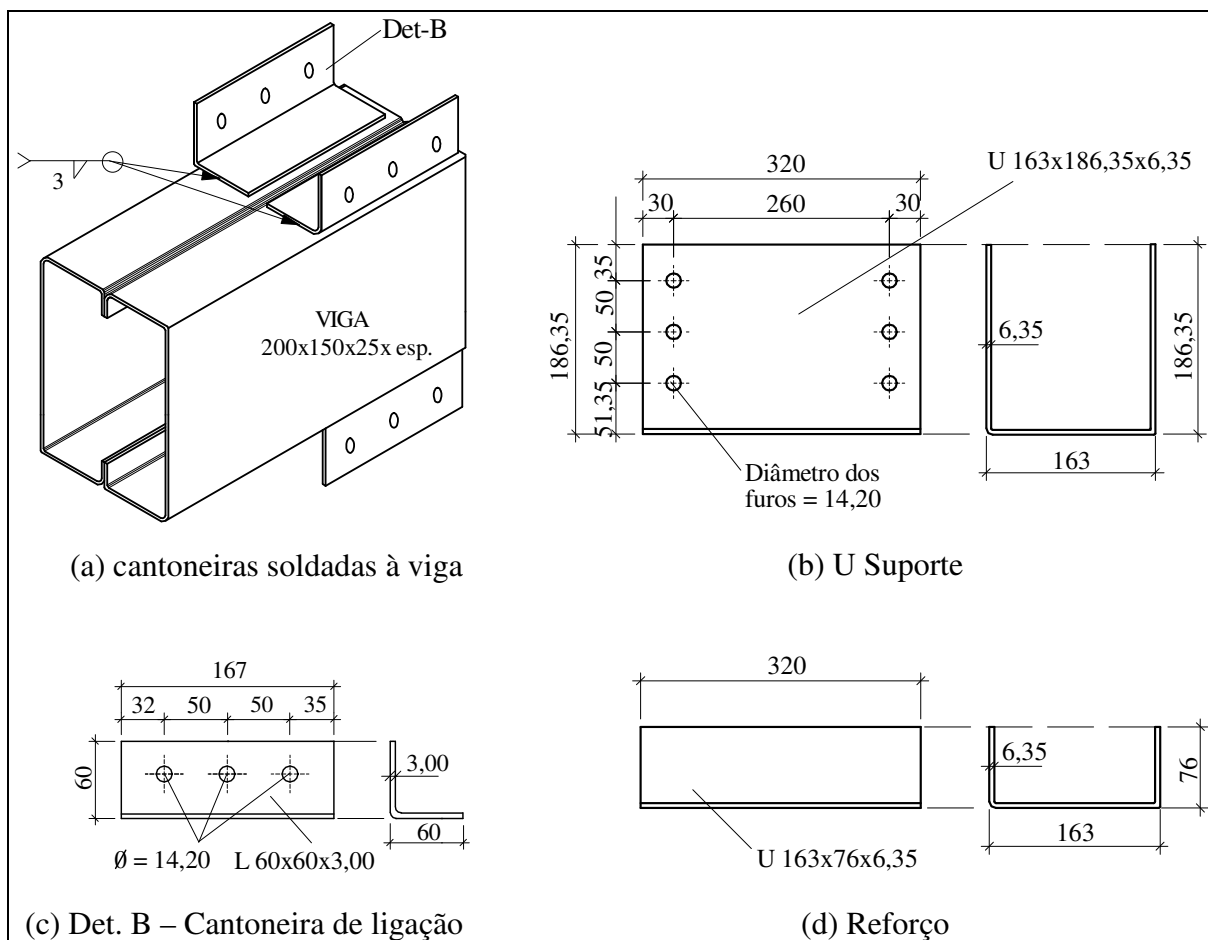 Det-B
3
VIGA
200x150x25x esp.
(a) cantoneiras soldadas à viga
320
U 163x186,35x6,35
30
260
30
186,35
35
50
50
51,35
6,35
186,35
163
Diâmetro dos
furos = 14,20
(b) U Suporte
167
32
50
50
35
60
3,00
60
Ø = 14,20
L 60x60x3,00
(c) Det. B – Cantoneira de ligação
320
6,35
76
163
U 163x76x6,35
(d) Reforço